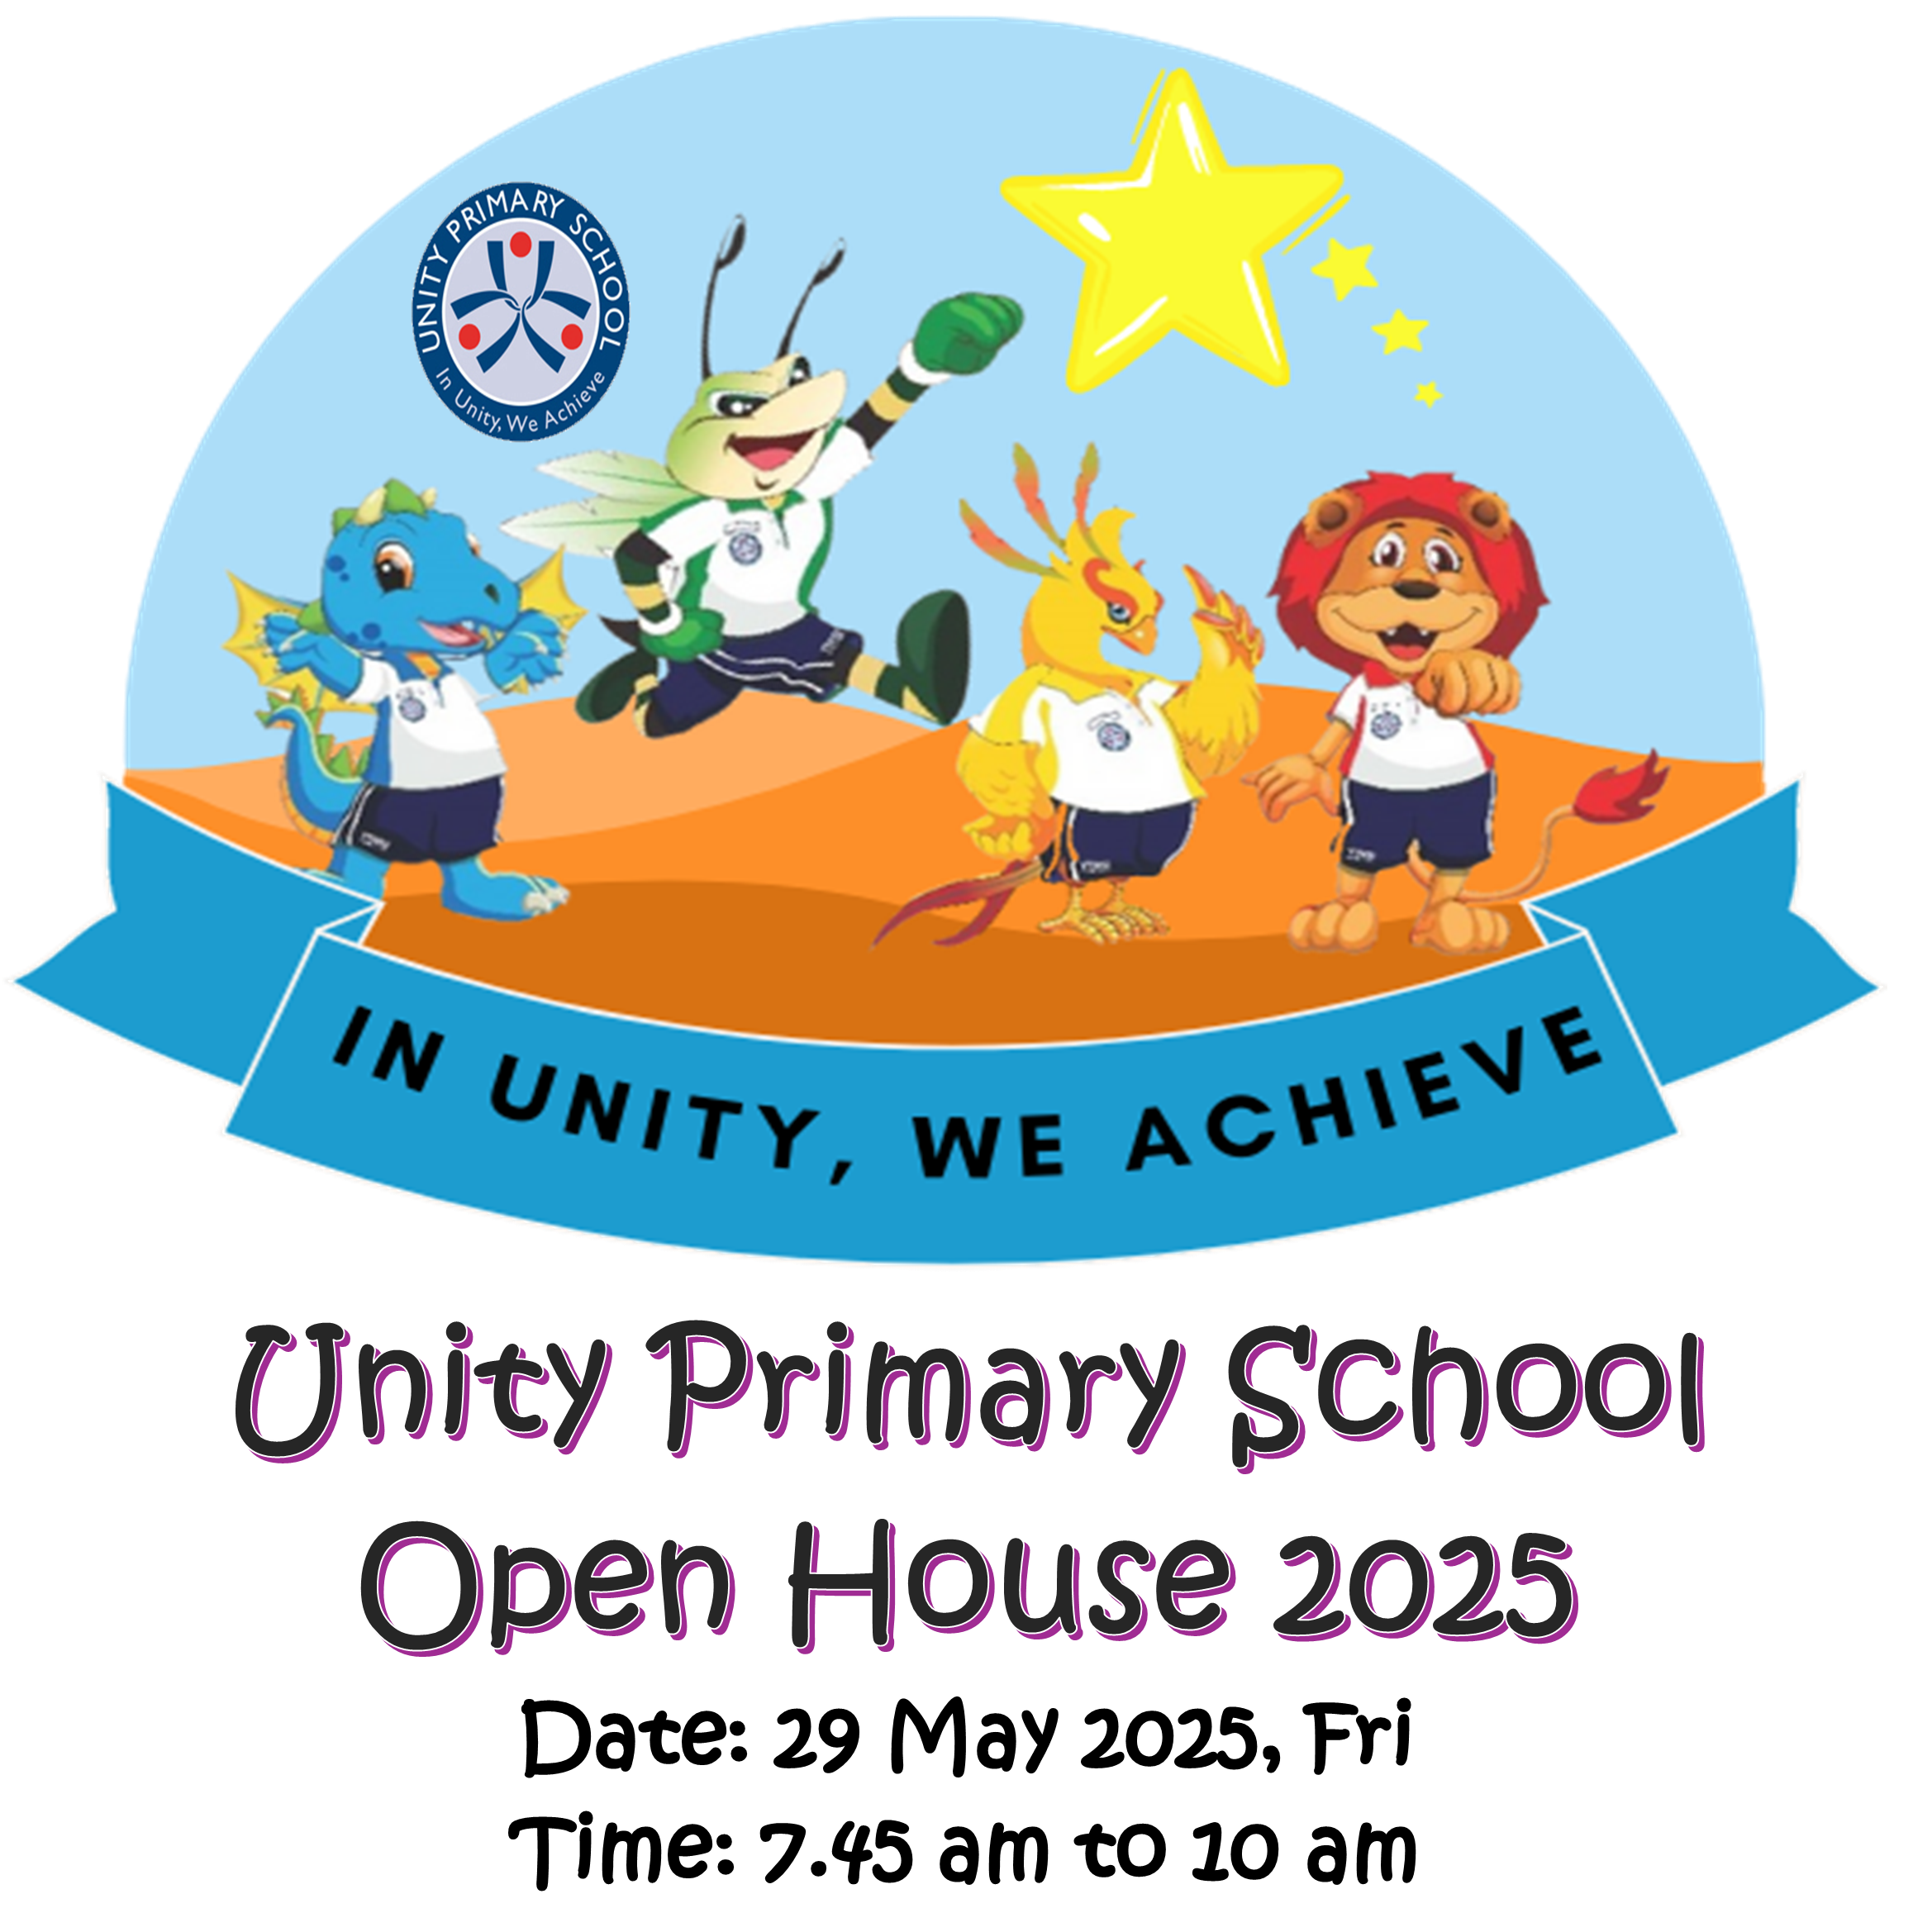 UNITY PRIMARY SCHOOL
In Unity, We Achieve
IN UNITY, WE ACHIEVE
Unity Primary School
Open House 2025
Date: 29 May 2025, Fri
Time: 7.45 am to 10 am